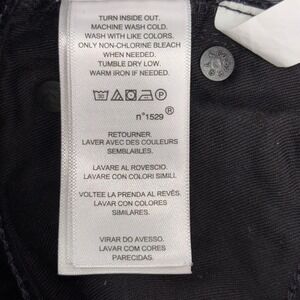 TURN INSIDE OUT.
MACHINE WASH COLD.
WASH WITH LIKE COLORS.
ONLY NON-CHLORINE BLEACH
WHEN NEEDED.
TUMBLE DRY LOW.
WARM IRON IF NEEDED.
30 P
n°1529 ®
RETOURNER.
LAVER AVEC DES COULEURS
SEMBLABLES.
LAVARE AL ROVESCIO.
LAVARE CON COLORI SIMILI.
VOLTEE LA PRENDA AL REVÉS.
LAVAR CON COLORES
SIMILARES.
VIRAR DO AVESSO.
LAVAR COM CORES
PARECIDAS.